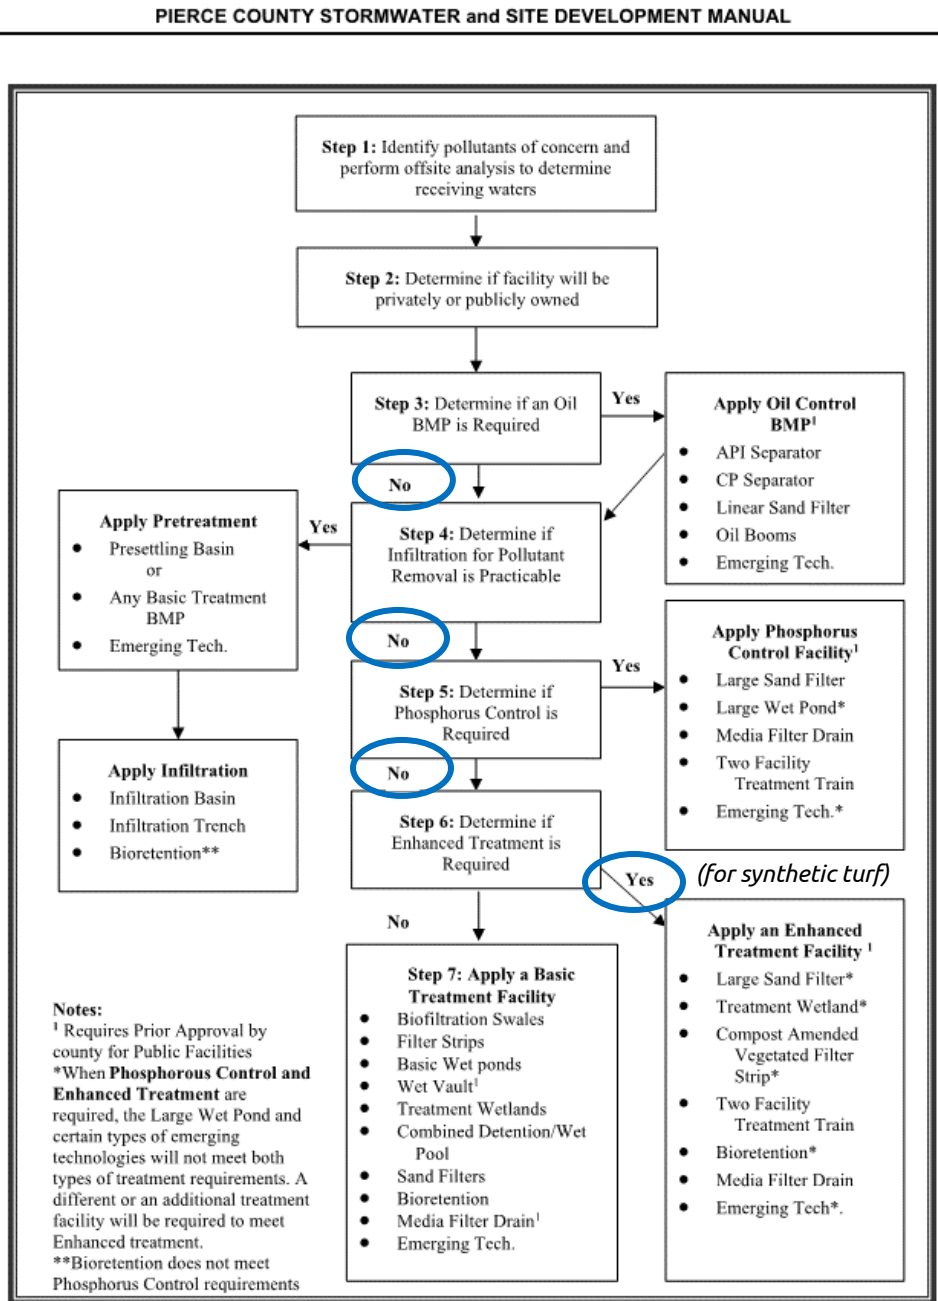 PIERCE COUNTY STORMWATER and SITE DEVELOPMENT MANUAL
Step 1: Identify pollutants of concern and
perform offsite analysis to determine
receiving waters
Step 2: Determine if facility will be
privately or publicly owned
Step 3: Determine if an Oil
BMP is Required
Yes
Apply Oil Control
BMP¹
● API Separator
● CP Separator
● Linear Sand Filter
● Oil Booms
● Emerging Tech.
No
Step 4: Determine if
Infiltration for Pollutant
Removal is Practicable
Yes
Apply Pretreatment
● Presettling Basin
or
● Any Basic Treatment
BMP
● Emerging Tech.
Apply Infiltration
● Infiltration Basin
● Infiltration Trench
● Bioretention**
No
Step 5: Determine if
Phosphorus Control is
Required
Yes
Apply Phosphorus
Control Facility¹
● Large Sand Filter
● Large Wet Pond*
● Media Filter Drain
● Two Facility
Treatment Train
● Emerging Tech.*
No
Step 6: Determine if
Enhanced Treatment is
Required
Yes
(for synthetic turf)
Apply an Enhanced
Treatment Facility ¹
● Large Sand Filter*
● Treatment Wetland*
● Compost Amended
Vegetated Filter
Strip*
● Two Facility
Treatment Train
● Bioretention*
● Media Filter Drain
● Emerging Tech*.
No
Step 7: Apply a Basic
Treatment Facility
● Biofiltration Swales
● Filter Strips
● Basic Wet ponds
● Wet Vault¹
● Treatment Wetlands
● Combined Detention/Wet
Pool
● Sand Filters
● Bioretention
● Media Filter Drain¹
● Emerging Tech.
Notes:
¹ Requires Prior Approval by
county for Public Facilities
*When Phosphorous Control and
Enhanced Treatment are
required, the Large Wet Pond and
certain types of emerging
technologies will not meet both
types of treatment requirements. A
different or an additional treatment
facility will be required to meet
Enhanced treatment.
**Bioretention does not meet
Phosphorus Control requirements